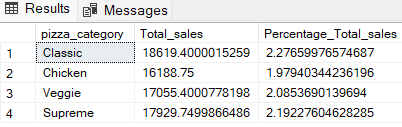 Results Messages
pizza_category Total_sales Percentage_Total_sales
1 Classic 18619.4000015259 2.27659976574687
2 Chicken 16188.75 1.97940344236196
3 Veggie 17055.4000778198 2.0853690139694
4 Supreme 17929.7499866486 2.19227604628285